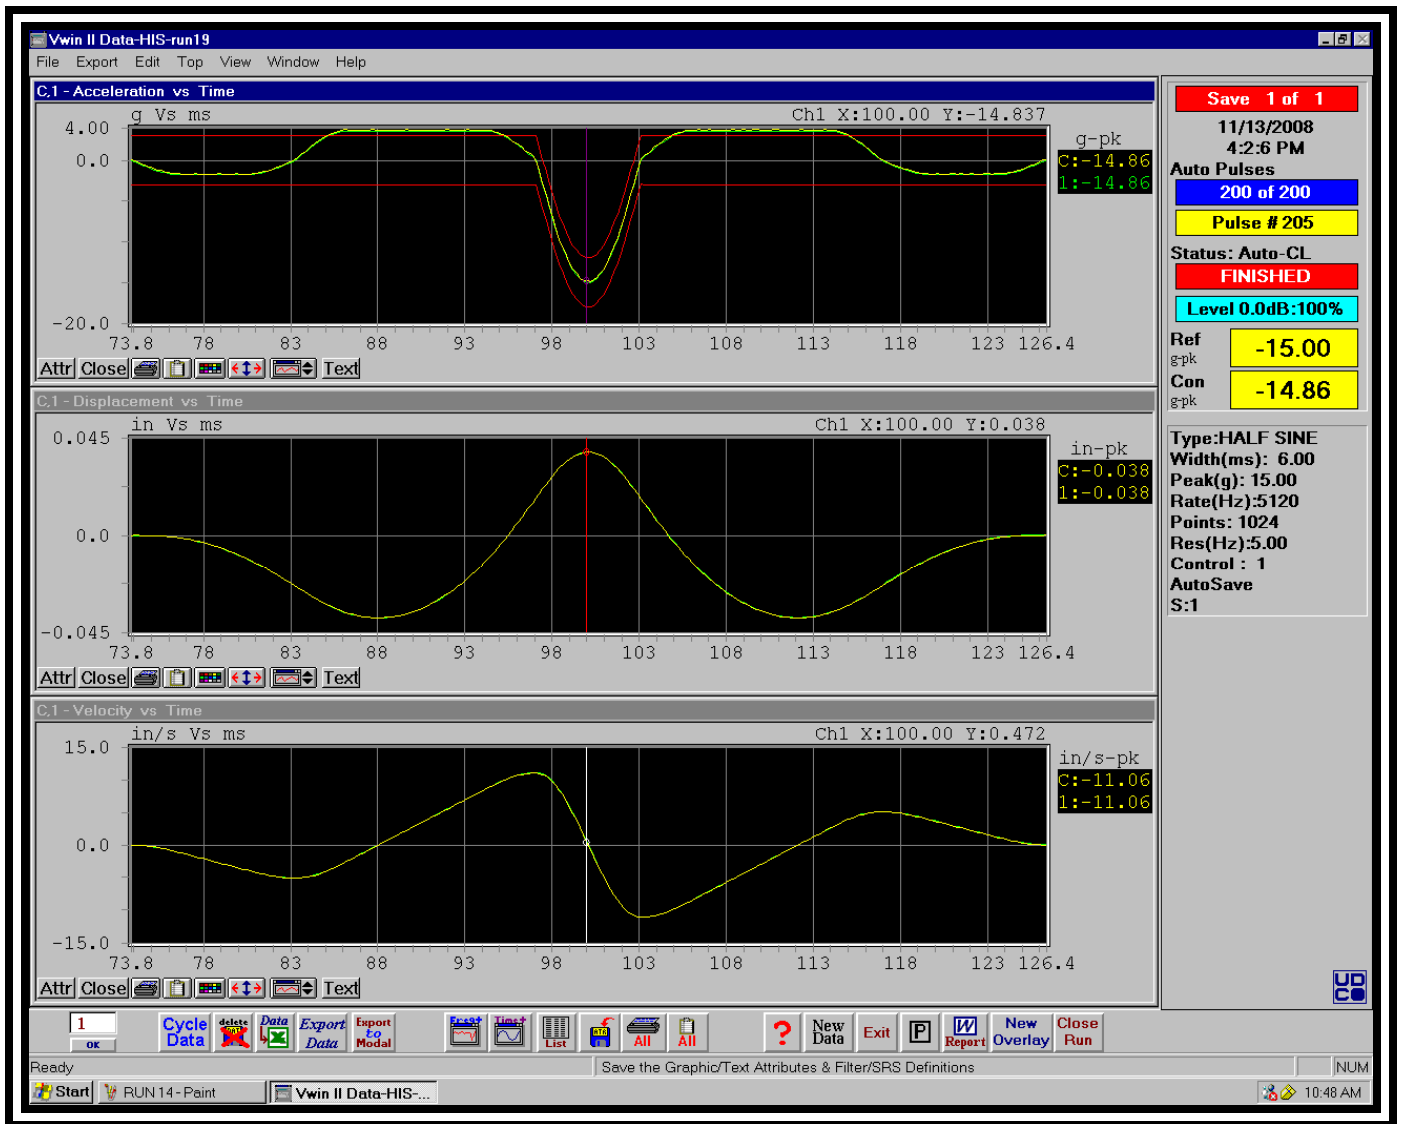 Vwin II Data-HIS-run19
File Export Edit Top View Window Help
C,1 - Acceleration vs Time
g Vs ms
Ch1 X:100.00 Y:-14.837
4.00
0.0
-20.0
g-pk
C:-14.86
1:-14.86
73.8 78 83 88 93 98 103 108 113 118 123 126.4
Attr Close Text
C,1 - Displacement vs Time
in Vs ms
Ch1 X:100.00 Y:0.038
0.045
0.0
-0.045
in-pk
C:-0.038
1:-0.038
73.8 78 83 88 93 98 103 108 113 118 123 126.4
Attr Close Text
C,1 - Velocity vs Time
in/s Vs ms
Ch1 X:100.00 Y:0.472
15.0
0.0
-15.0
in/s-pk
C:-11.06
1:-11.06
73.8 78 83 88 93 98 103 108 113 118 123 126.4
Attr Close Text
Save 1 of 1
11/13/2008
4:2:6 PM
Auto Pulses
200 of 200
Pulse # 205
Status: Auto-CL
FINISHED
Level 0.0dB:100%
Ref
g-pk
-15.00
Con
g-pk
-14.86
Type:HALF SINE
Width(ms): 6.00
Peak(g): 15.00
Rate(Hz):5120
Points: 1024
Res(Hz):5.00
Control : 1
AutoSave
S:1
UD
CO
1
OK
Cycle
Data
delete
Data
Export
Data
Export
to
Modal
Freq+
Time+
List
All
All
?
New
Data
Exit
P
W
Report
New
Overlay
Close
Run
Ready
Save the Graphic/Text Attributes & Filter/SRS Definitions
NUM
Start
RUN 14 - Paint
Vwin II Data-HIS-...
10:48 AM